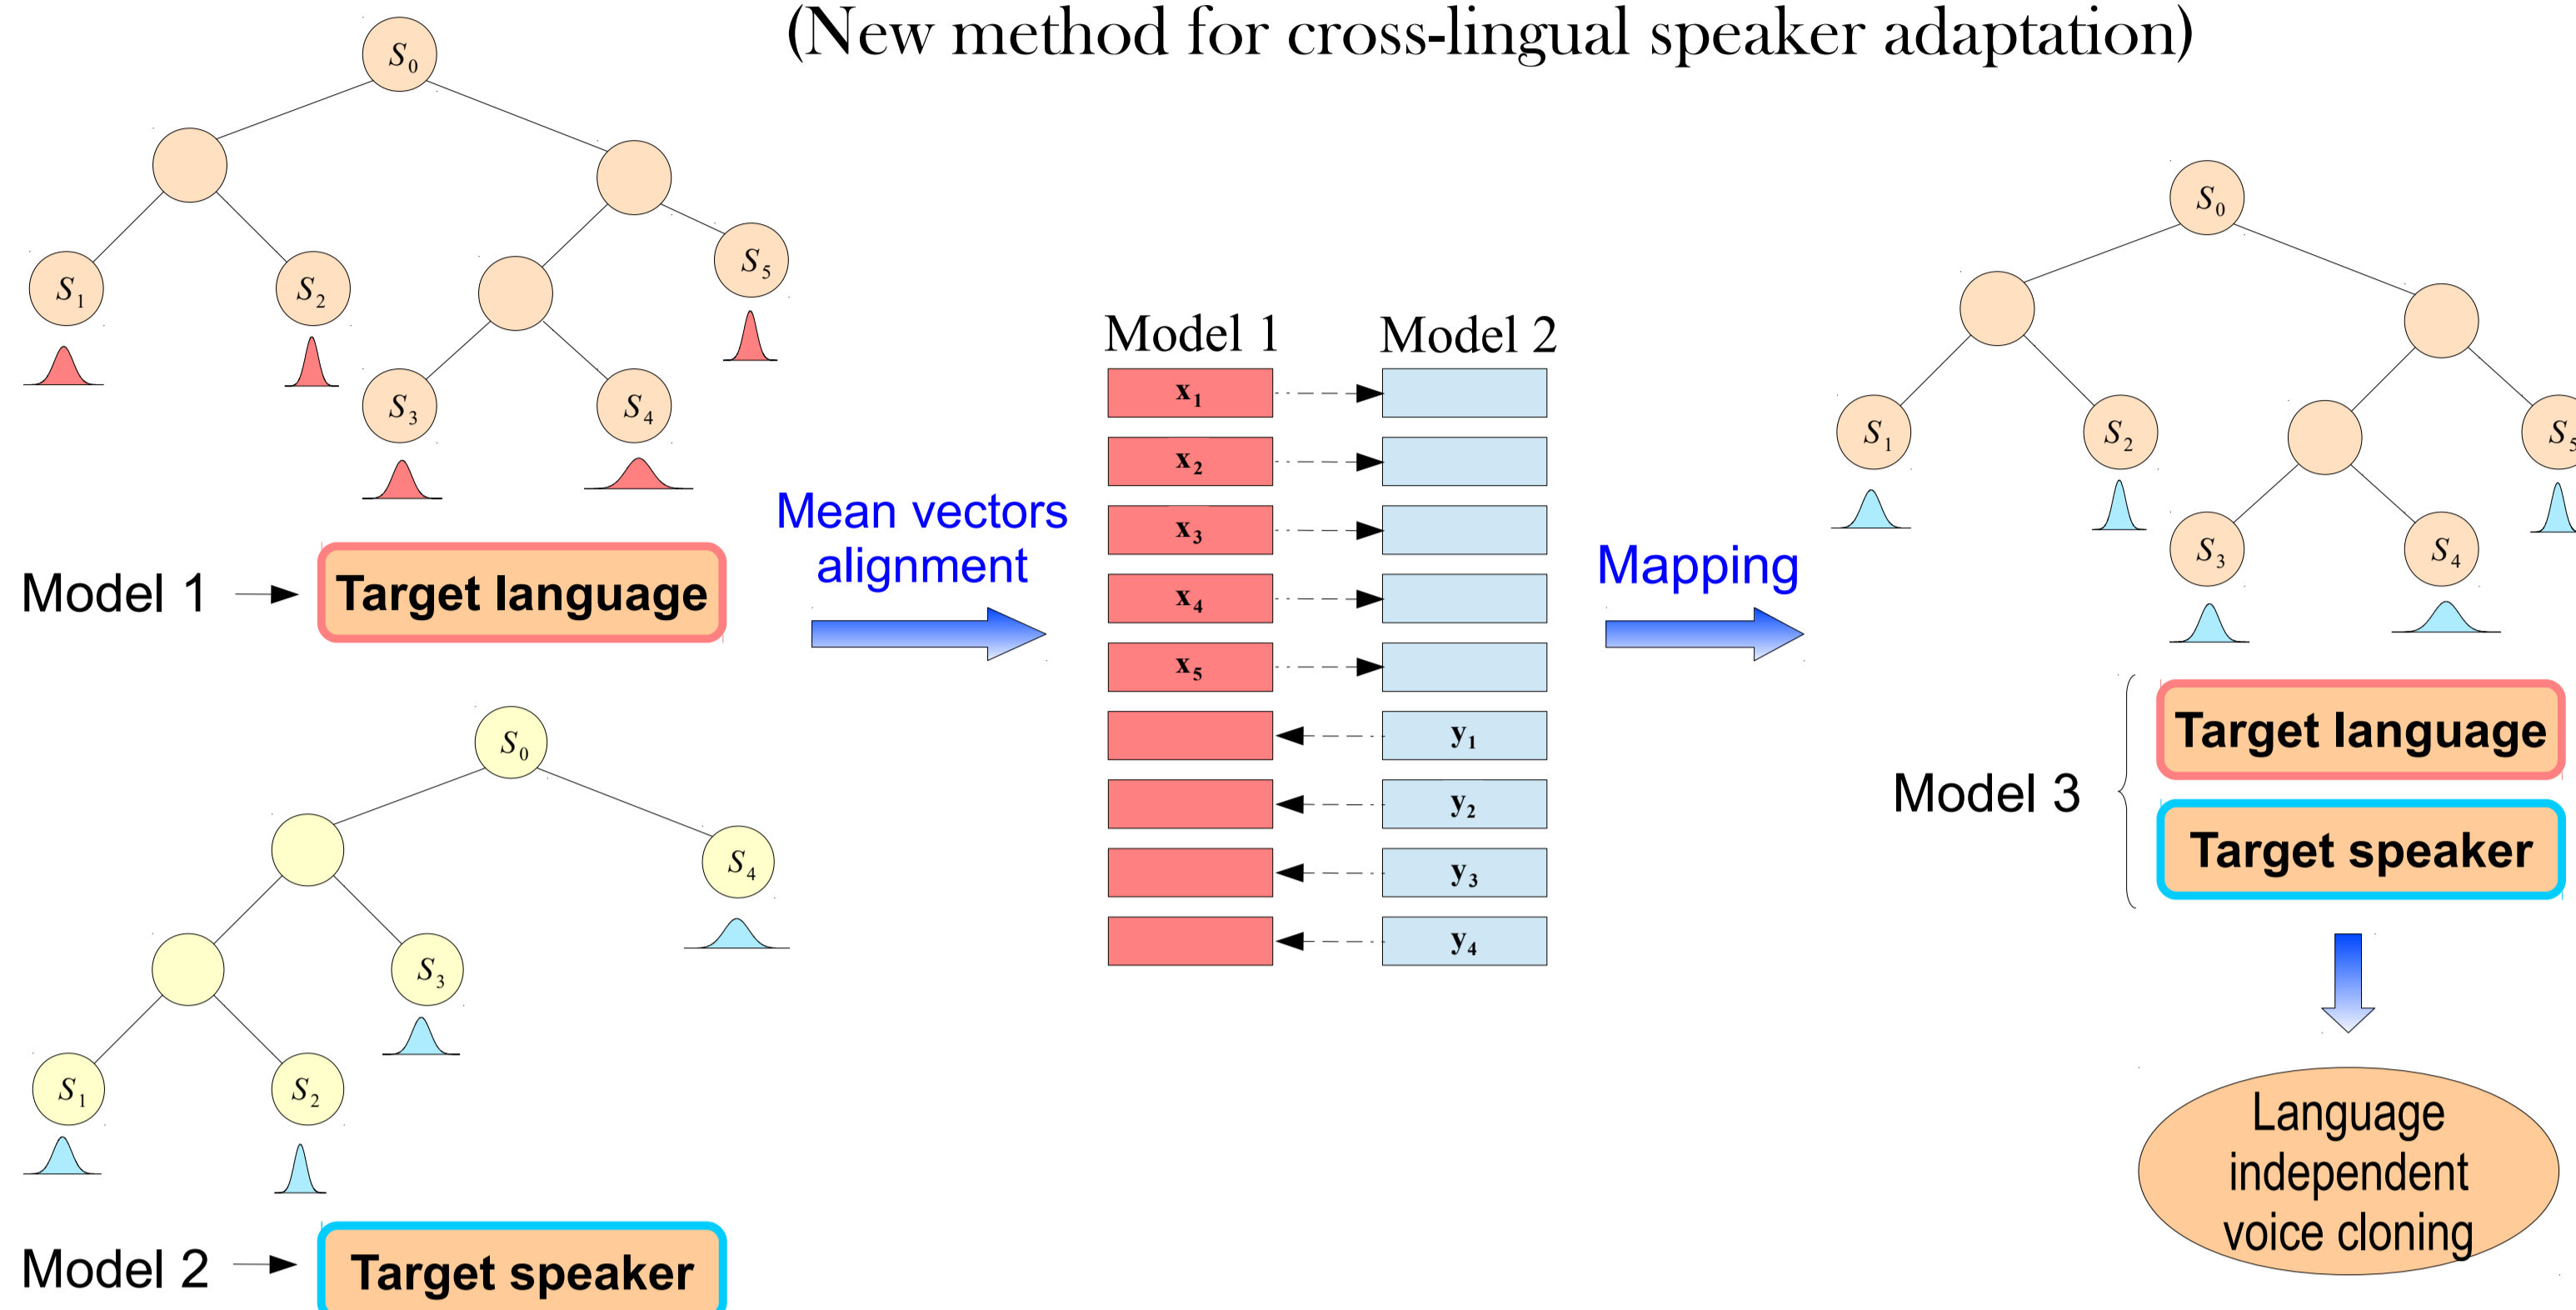 (New method for cross-lingual speaker adaptation)
S0
S1
S2
S5
S3
S4
Model 1
Target language
S0
S4
S3
S1
S2
Model 2
Target speaker
Mean vectors
alignment
Model 1 Model 2
x1
x2
x3
x4
x5
y1
y2
y3
y4
Mapping
S0
S1
S2
S5
S3
S4
Model 3
Target language
Target speaker
Language
independent
voice cloning